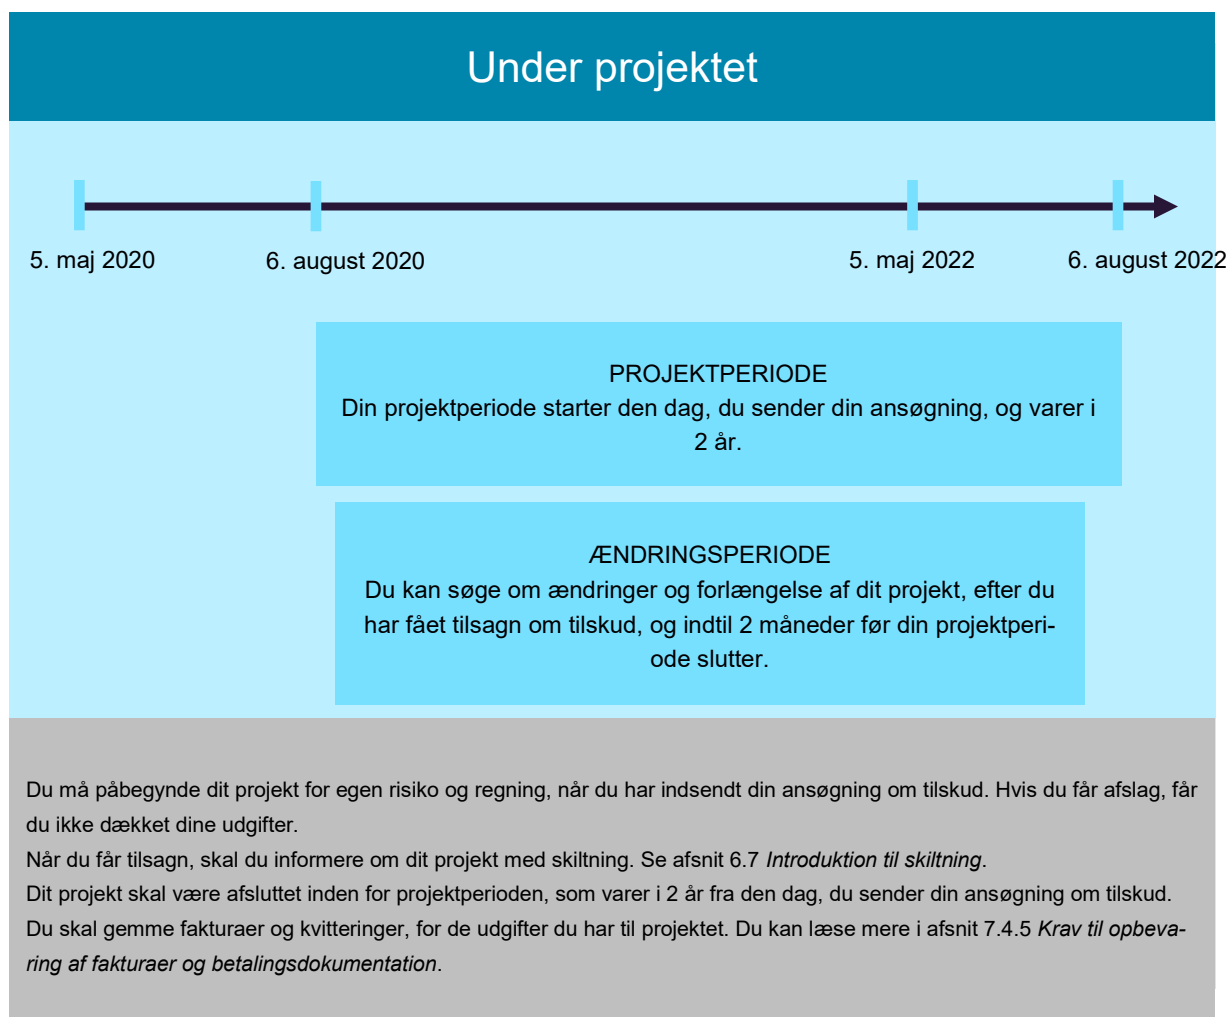 Under projektet
5. maj 2020
6. august 2020
5. maj 2022
6. august 2022
PROJEKTPERIODE
Din projektperiode starter den dag, du sender din ansøgning, og varer i
2 år.
ÆNDRINGSPERIODE
Du kan søge om ændringer og forlængelse af dit projekt, efter du
har fået tilsagn om tilskud, og indtil 2 måneder før din projektperi-
ode slutter.
Du må påbegynde dit projekt for egen risiko og regning, når du har indsendt din ansøgning om tilskud. Hvis du får afslag, får
du ikke dækket dine udgifter.
Når du får tilsagn, skal du informere om dit projekt med skiltning. Se afsnit 6.7 Introduktion til skiltning.
Dit projekt skal være afsluttet inden for projektperioden, som varer i 2 år fra den dag, du sender din ansøgning om tilskud.
Du skal gemme fakturaer og kvitteringer, for de udgifter du har til projektet. Du kan læse mere i afsnit 7.4.5 Krav til opbeva-
ring af fakturaer og betalingsdokumentation.